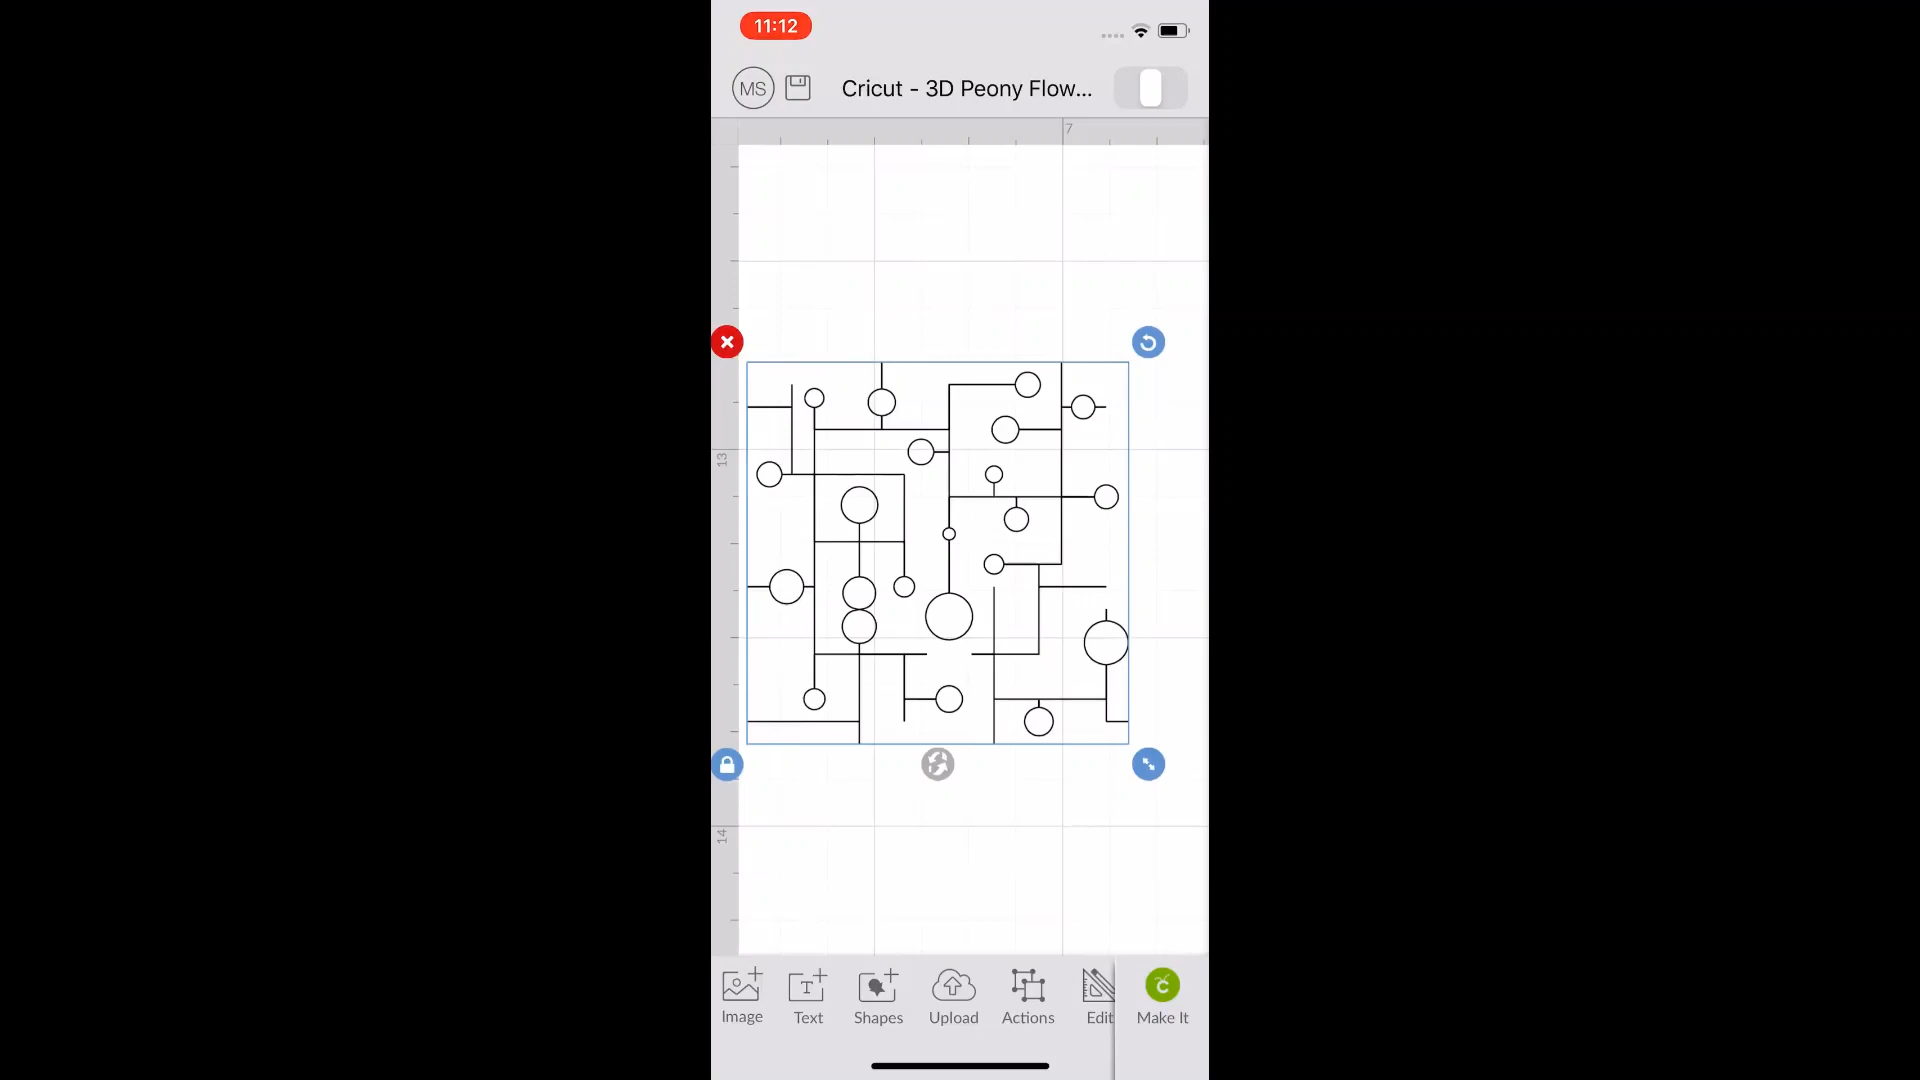 11:12
MS
Cricut - 3D Peony Flow...
7
13
14
Image
Text
Shapes
Upload
Actions
Edit
Make It